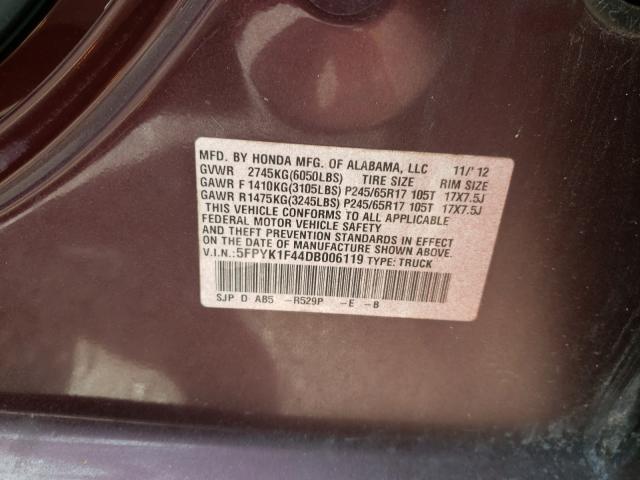 MFD. BY HONDA MFG. OF ALABAMA, LLC 11/'12
GVWR 2745KG(6050LBS) TIRE SIZE RIM SIZE
GAWR F 1410KG(3105LBS) P245/65R17 105T 17X7.5J
GAWR R1475KG(3245LBS) P245/65R17 105T 17X7.5J
THIS VEHICLE CONFORMS TO ALL APPLICABLE
FEDERAL MOTOR VEHICLE SAFETY
AND THEFT PREVENTION STANDARDS IN EFFECT
ON THE DATE OF MANUFACTURE SHOWN ABOVE.
V.I.N.:5FPYK1F44DB006119 TYPE: TRUCK
SJP D AB5 -R529P -E -B